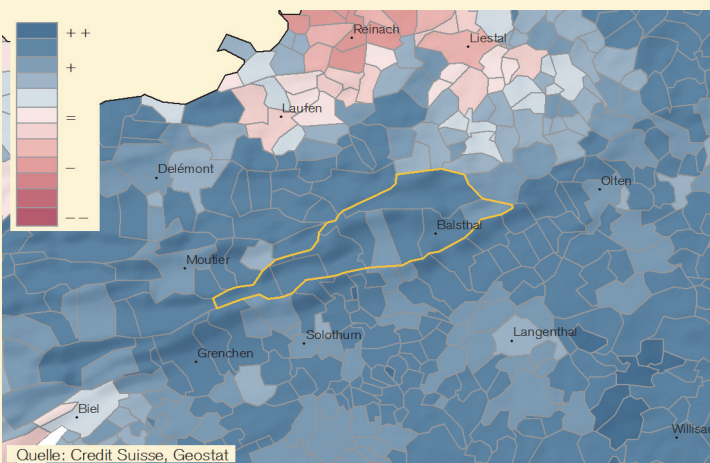 ++
+
=
-
--
Reinach
Liestal
Laufen
Delémont
Olten
Balsthal
Moutier
Solothurn
Langenthal
Grenchen
Biel
Willisau
Quelle: Credit Suisse, Geostat